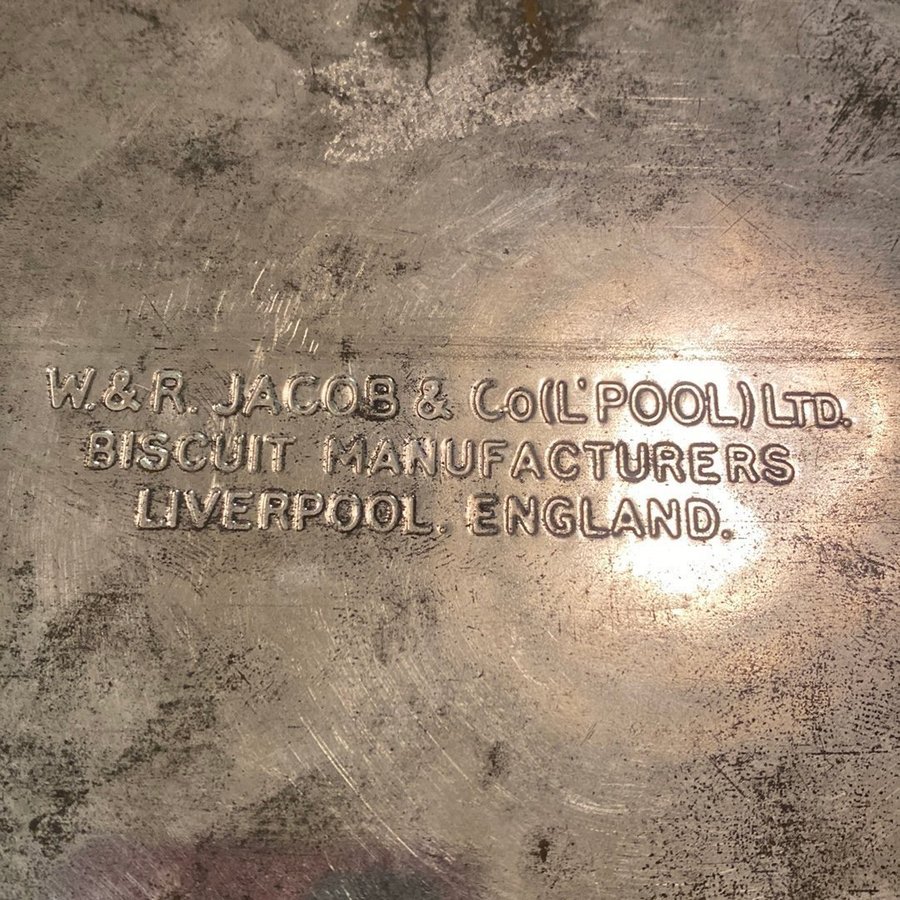 W. & R. JACOB & Co (L'POOL) LTD.
BISCUIT MANUFACTURERS
LIVERPOOL. ENGLAND.